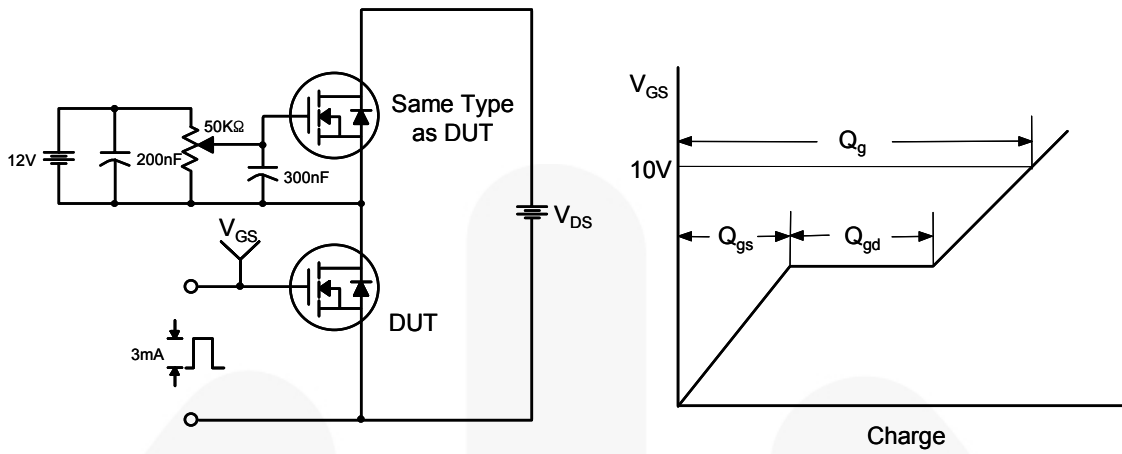 12V
200nF
50KΩ
300nF
Same Type
as DUT
V_DS
V_GS
DUT
3mA
V_GS
10V
Q_g
Q_gs
Q_gd
Charge